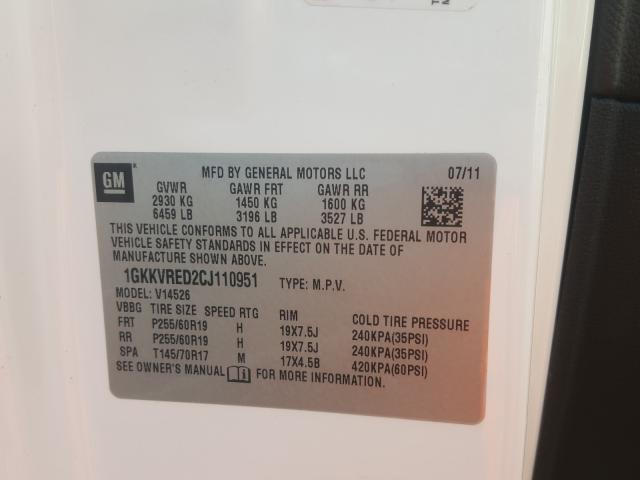 GM
MFD BY GENERAL MOTORS LLC 07/11
GVWR GAWR FRT GAWR RR
2930 KG 1450 KG 1600 KG
6459 LB 3196 LB 3527 LB
THIS VEHICLE CONFORMS TO ALL APPLICABLE U.S. FEDERAL MOTOR
VEHICLE SAFETY STANDARDS IN EFFECT ON THE DATE OF
MANUFACTURE SHOWN ABOVE.
1GKKVRED2CJ110951 TYPE: M.P.V.
MODEL: V14526
VBBG TIRE SIZE SPEED RTG RIM COLD TIRE PRESSURE
FRT P255/60R19 H 19X7.5J 240KPA(35PSI)
RR P255/60R19 H 19X7.5J 240KPA(35PSI)
SPA T145/70R17 M 17X4.5B 420KPA(60PSI)
SEE OWNER'S MANUAL FOR MORE INFORMATION.